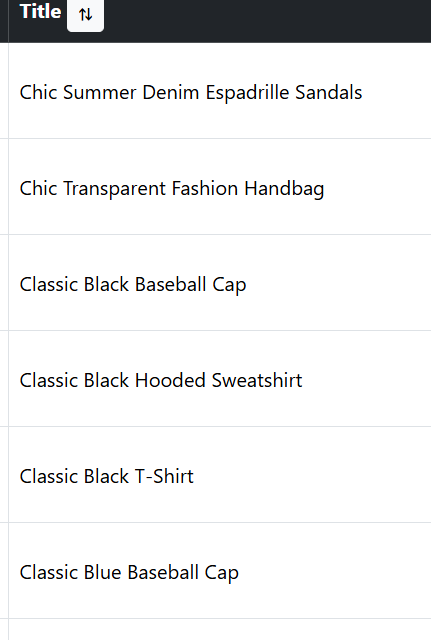 Title
Chic Summer Denim Espadrille Sandals
Chic Transparent Fashion Handbag
Classic Black Baseball Cap
Classic Black Hooded Sweatshirt
Classic Black T-Shirt
Classic Blue Baseball Cap